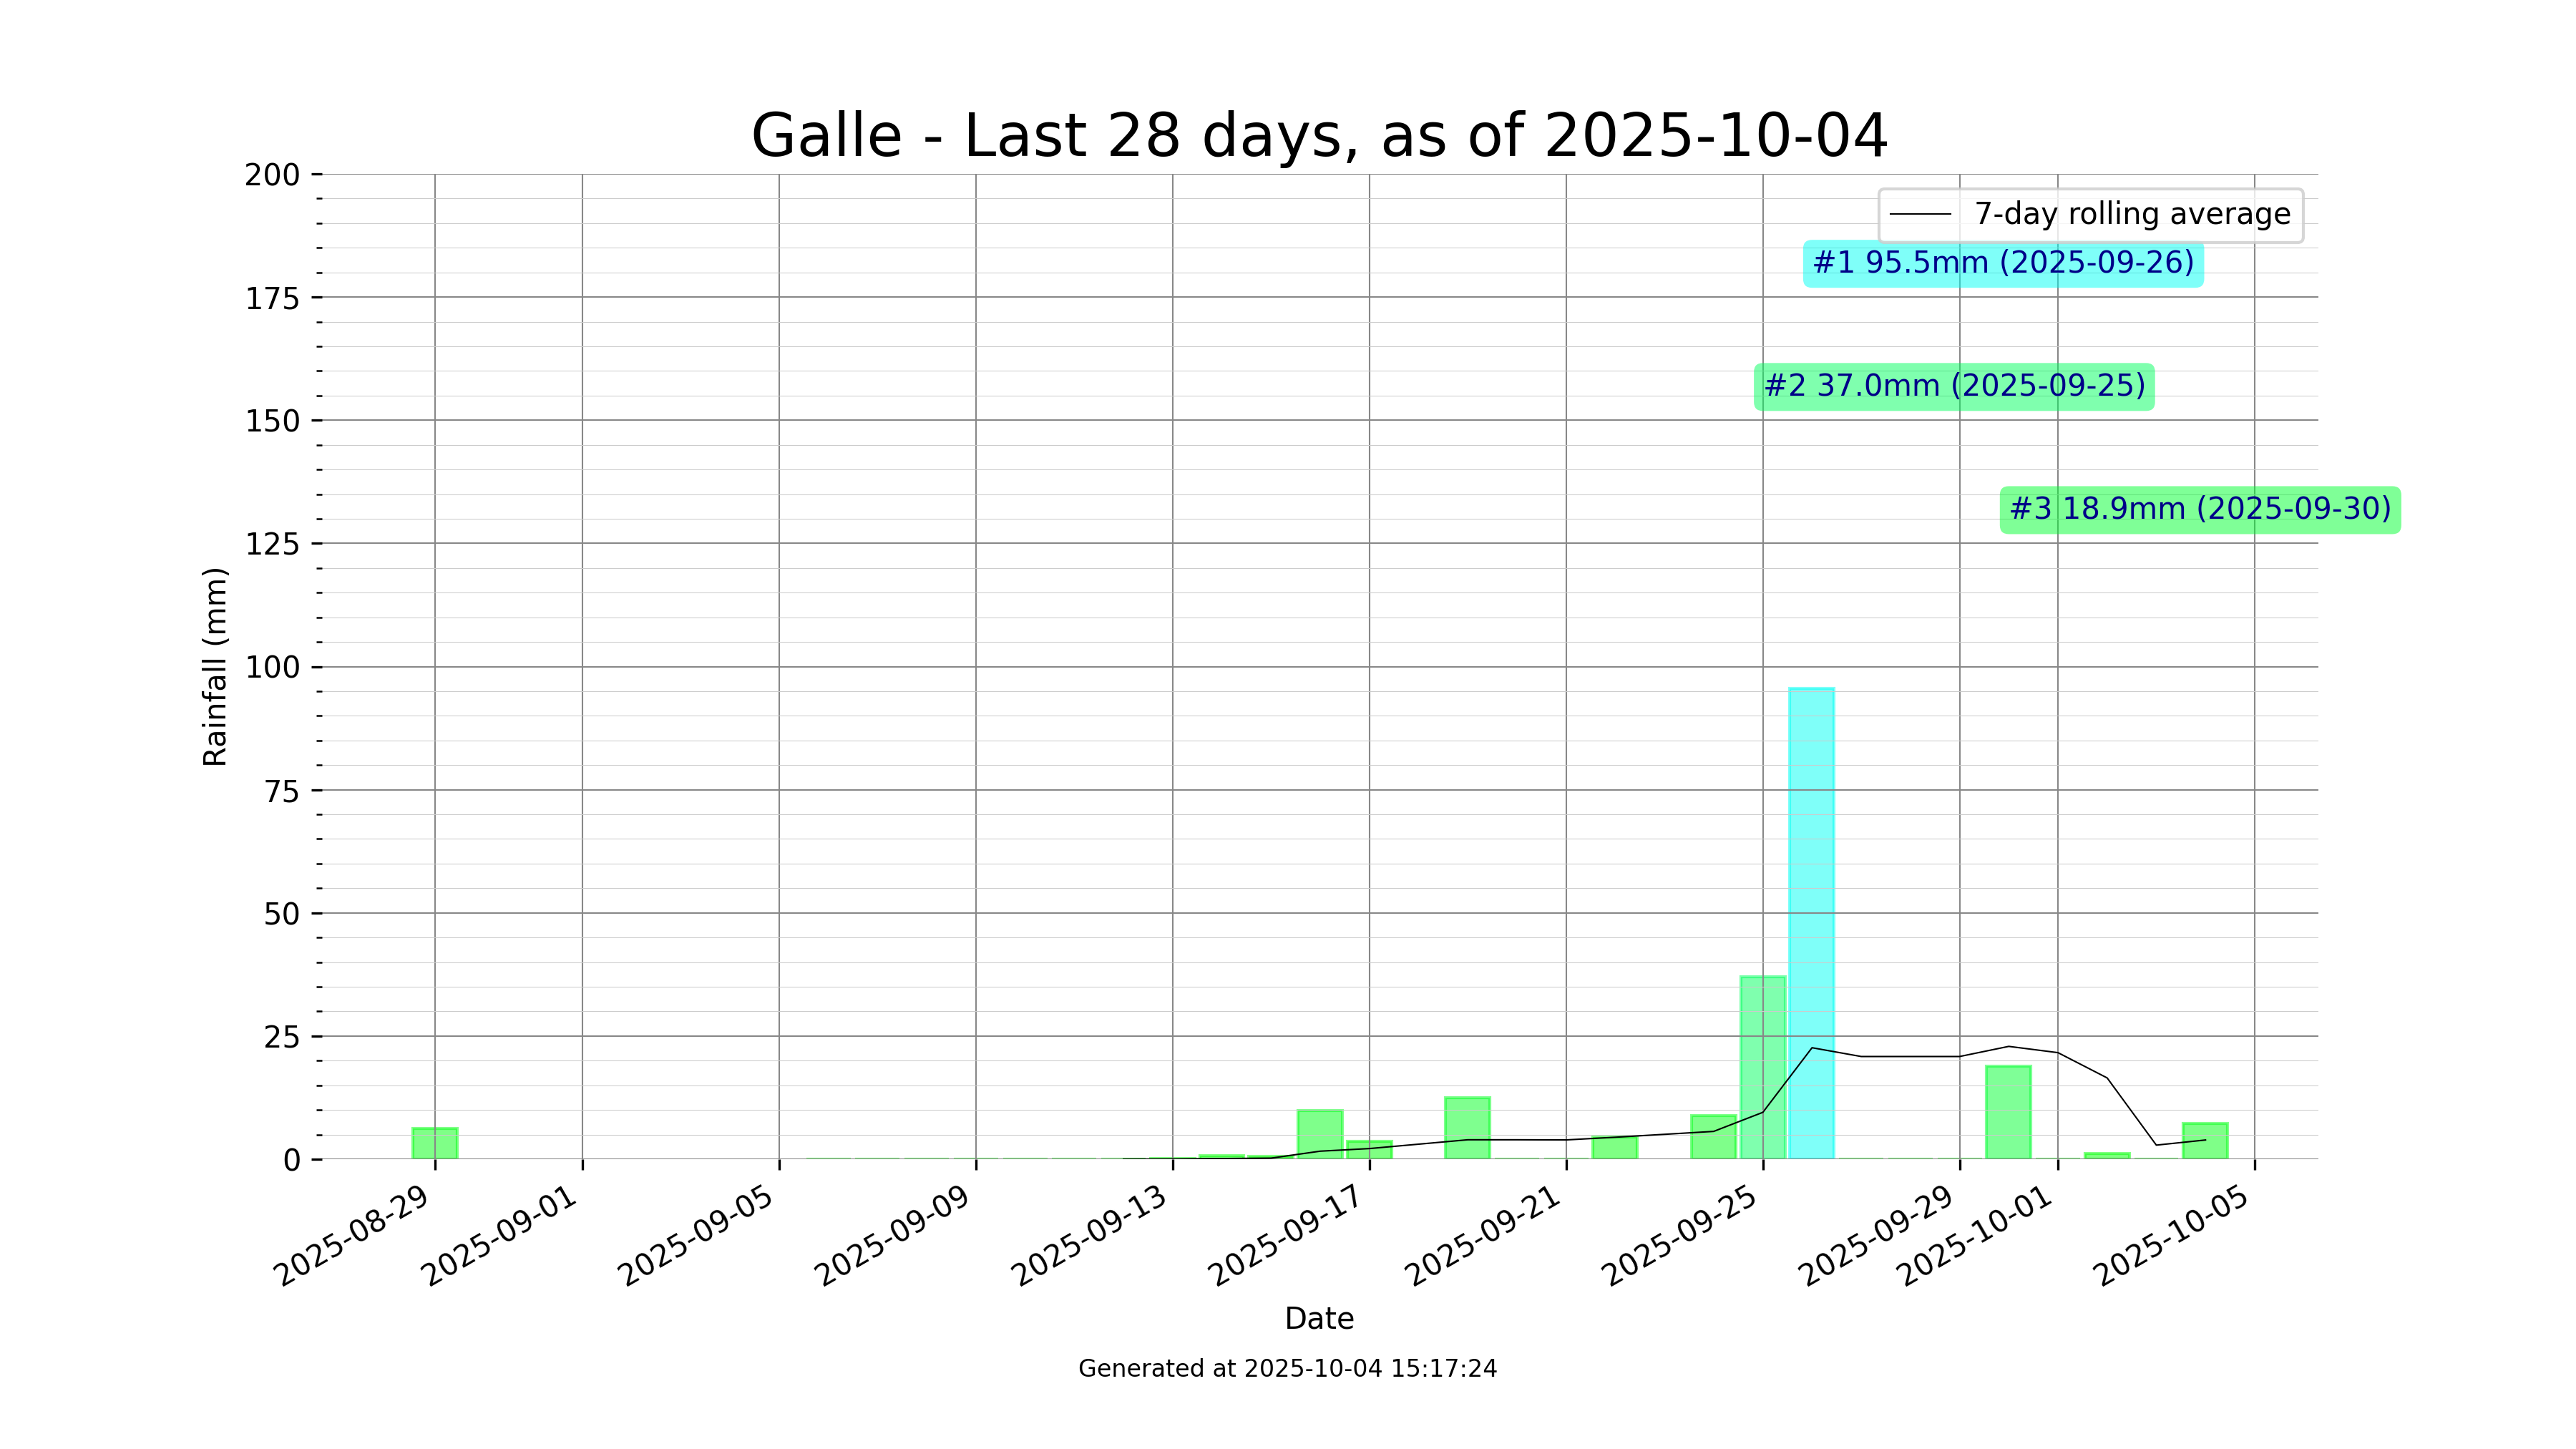 Galle - Last 28 days, as of 2025-10-04
200
175
150
125
100
75
50
25
0
Rainfall (mm)
7-day rolling average
#1 95.5mm (2025-09-26)
#2 37.0mm (2025-09-25)
#3 18.9mm (2025-09-30)
2025-08-29
2025-09-01
2025-09-05
2025-09-09
2025-09-13
2025-09-17
2025-09-21
2025-09-25
2025-09-29
2025-10-01
2025-10-05
Date
Generated at 2025-10-04 15:17:24